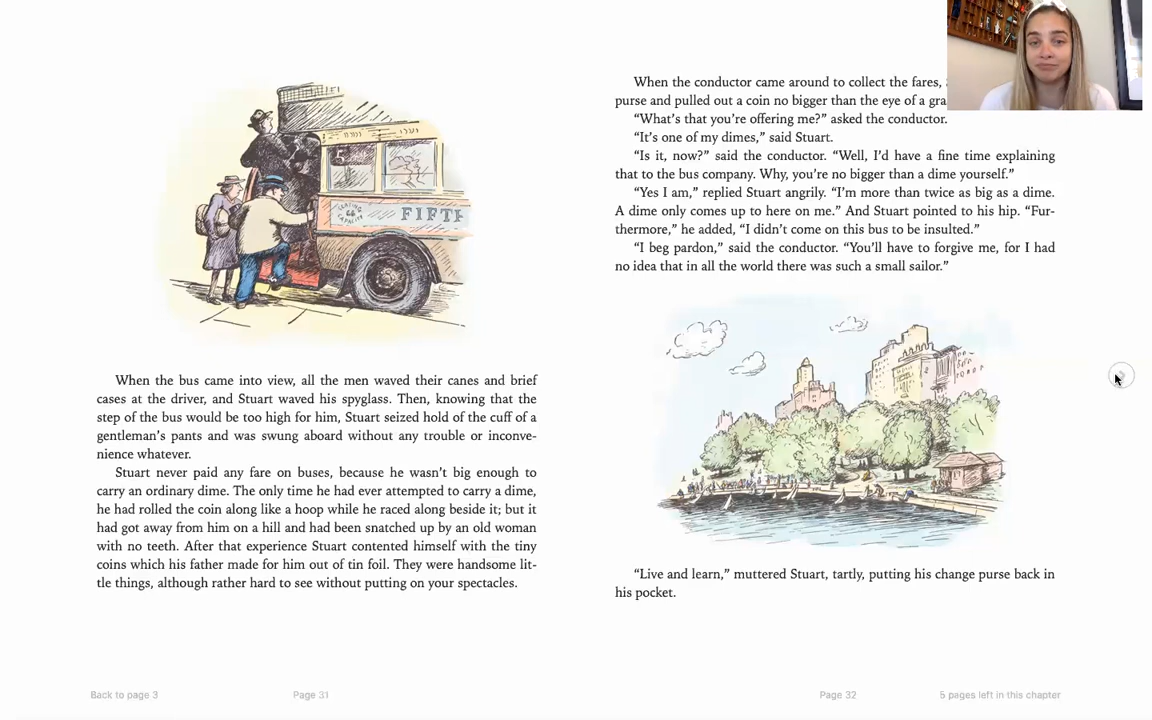 5
SEATING
CAPACITY
FIFTH
When the bus came into view, all the men waved their canes and brief
cases at the driver, and Stuart waved his spyglass. Then, knowing that the
step of the bus would be too high for him, Stuart seized hold of the cuff of a
gentleman’s pants and was swung aboard without any trouble or inconve-
nience whatever.
Stuart never paid any fare on buses, because he wasn’t big enough to
carry an ordinary dime. The only time he had ever attempted to carry a dime,
he had rolled the coin along like a hoop while he raced along beside it; but it
had got away from him on a hill and had been snatched up by an old woman
with no teeth. After that experience Stuart contented himself with the tiny
coins which his father made for him out of tin foil. They were handsome lit-
tle things, although rather hard to see without putting on your spectacles.
Back to page 3
Page 31
When the conductor came around to collect the fares,
purse and pulled out a coin no bigger than the eye of a
“What’s that you’re offering me?” asked the conductor.
“It’s one of my dimes,” said Stuart.
“Is it, now?” said the conductor. “Well, I’d have a fine time explaining
that to the bus company. Why, you’re no bigger than a dime yourself.”
“Yes I am,” replied Stuart angrily. “I’m more than twice as big as a dime.
A dime only comes up to here on me.” And Stuart pointed to his hip. “Fur-
thermore,” he added, “I didn’t come on this bus to be insulted.”
“I beg pardon,” said the conductor. “You’ll have to forgive me, for I had
no idea that in all the world there was such a small sailor.”
“Live and learn,” muttered Stuart, tartly, putting his change purse back in
his pocket.
Page 32
5 pages left in this chapter